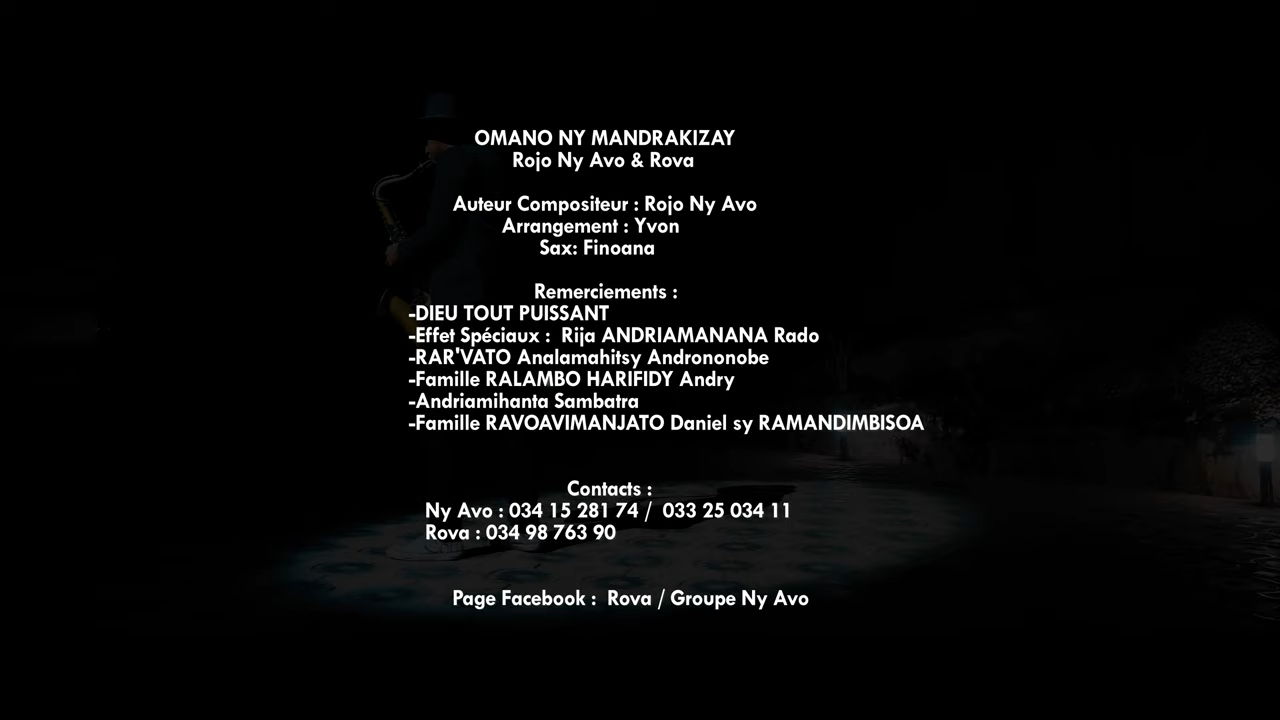 OMANO NY MANDRAKIZAY
Rojo Ny Avo & Rova
Auteur Compositeur : Rojo Ny Avo
Arrangement : Yvon
Sax: Finoana
Remerciements :
-DIEU TOUT PUISSANT
-Effet Spéciaux :  Rija ANDRIAMANANA Rado
-RAR'VATO Analamahitsy Andrononobe
-Famille RALAMBO HARIFIDY Andry
-Andriamihanta Sambatra
-Famille RAVOAVIMANJATO Daniel sy RAMANDIMBISOA
Contacts :
Ny Avo : 034 15 281 74 /  033 25 034 11
Rova : 034 98 763 90
Page Facebook :  Rova / Groupe Ny Avo